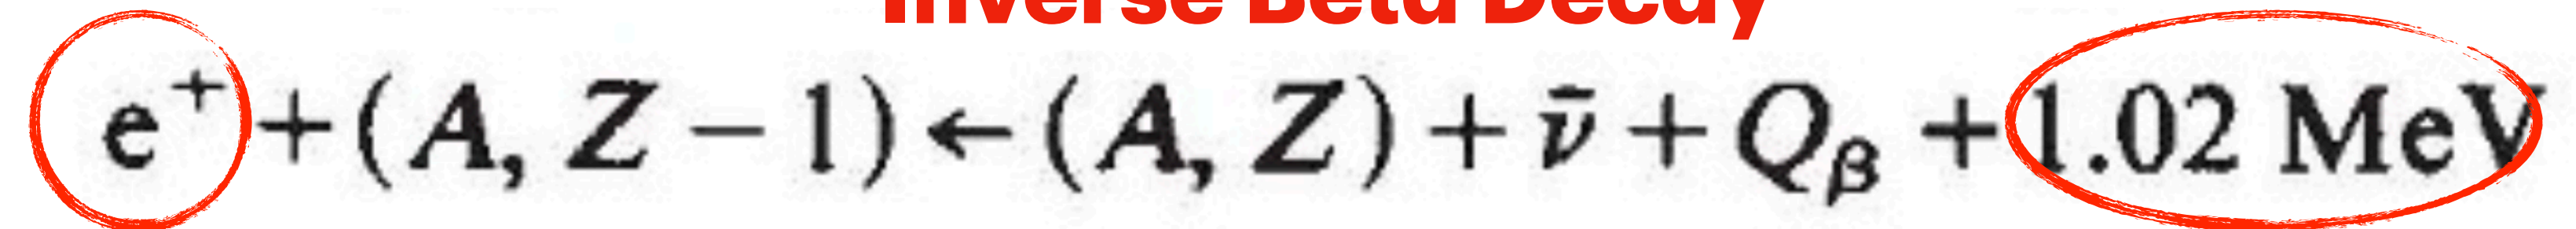 Inverse Beta Decay
e⁺ + (A, Z − 1) ← (A, Z) + ν̄ + Q_β + 1.02 MeV